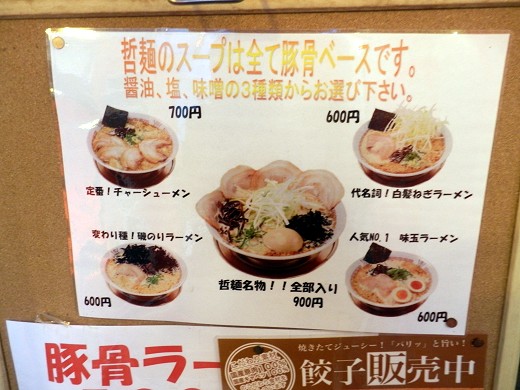 哲麺のスープは全て豚骨ベースです。
醤油、塩、味噌の3種類からお選び下さい。
700円
600円
定番！チャーシューメン
代名詞！白髪ねぎラーメン
変わり種！磯のりラーメン
人気NO.1 味玉ラーメン
600円
哲麺名物！！全部入り
900円
600円
豚骨ラー
焼きたてジューシー！「パリッ」と旨い！
餃子販売中